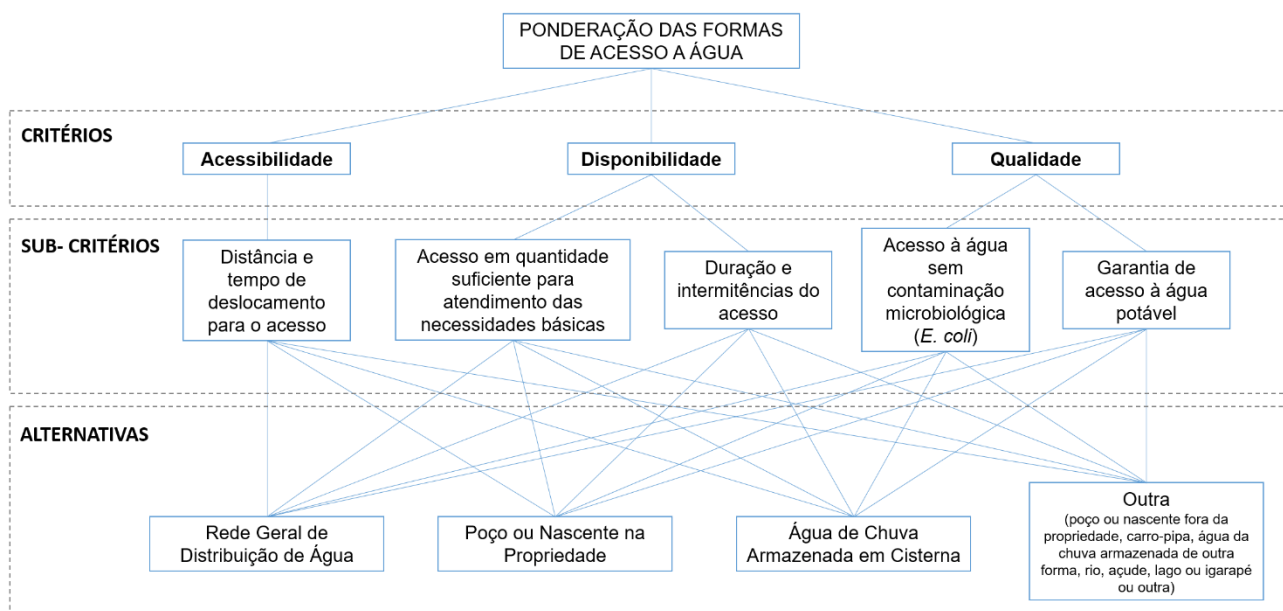 PONDERAÇÃO DAS FORMAS
DE ACESSO A ÁGUA
CRITÉRIOS
Acessibilidade
Disponibilidade
Qualidade
SUB- CRITÉRIOS
Distância e
tempo de
deslocamento
para o acesso
Acesso em quantidade
suficiente para
atendimento das
necessidades básicas
Duração e
intermitências do
acesso
Acesso à água
sem
contaminação
microbiológica
(E. coli)
Garantia de
acesso à água
potável
ALTERNATIVAS
Rede Geral de
Distribuição de Água
Poço ou Nascente na
Propriedade
Água de Chuva
Armazenada em Cisterna
Outra
(poço ou nascente fora da
propriedade, carro-pipa, água da
chuva armazenada de outra
forma, rio, açude, lago ou igarapé
ou outra)